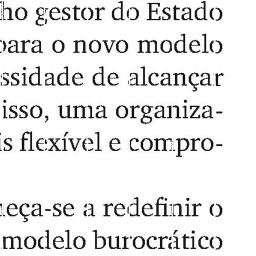 ho gestor do Estado
para o novo modelo
ssidade de alcançar
isso, uma organiza-
is flexível e compro-
eça-se a redefinir o
modelo burocrático